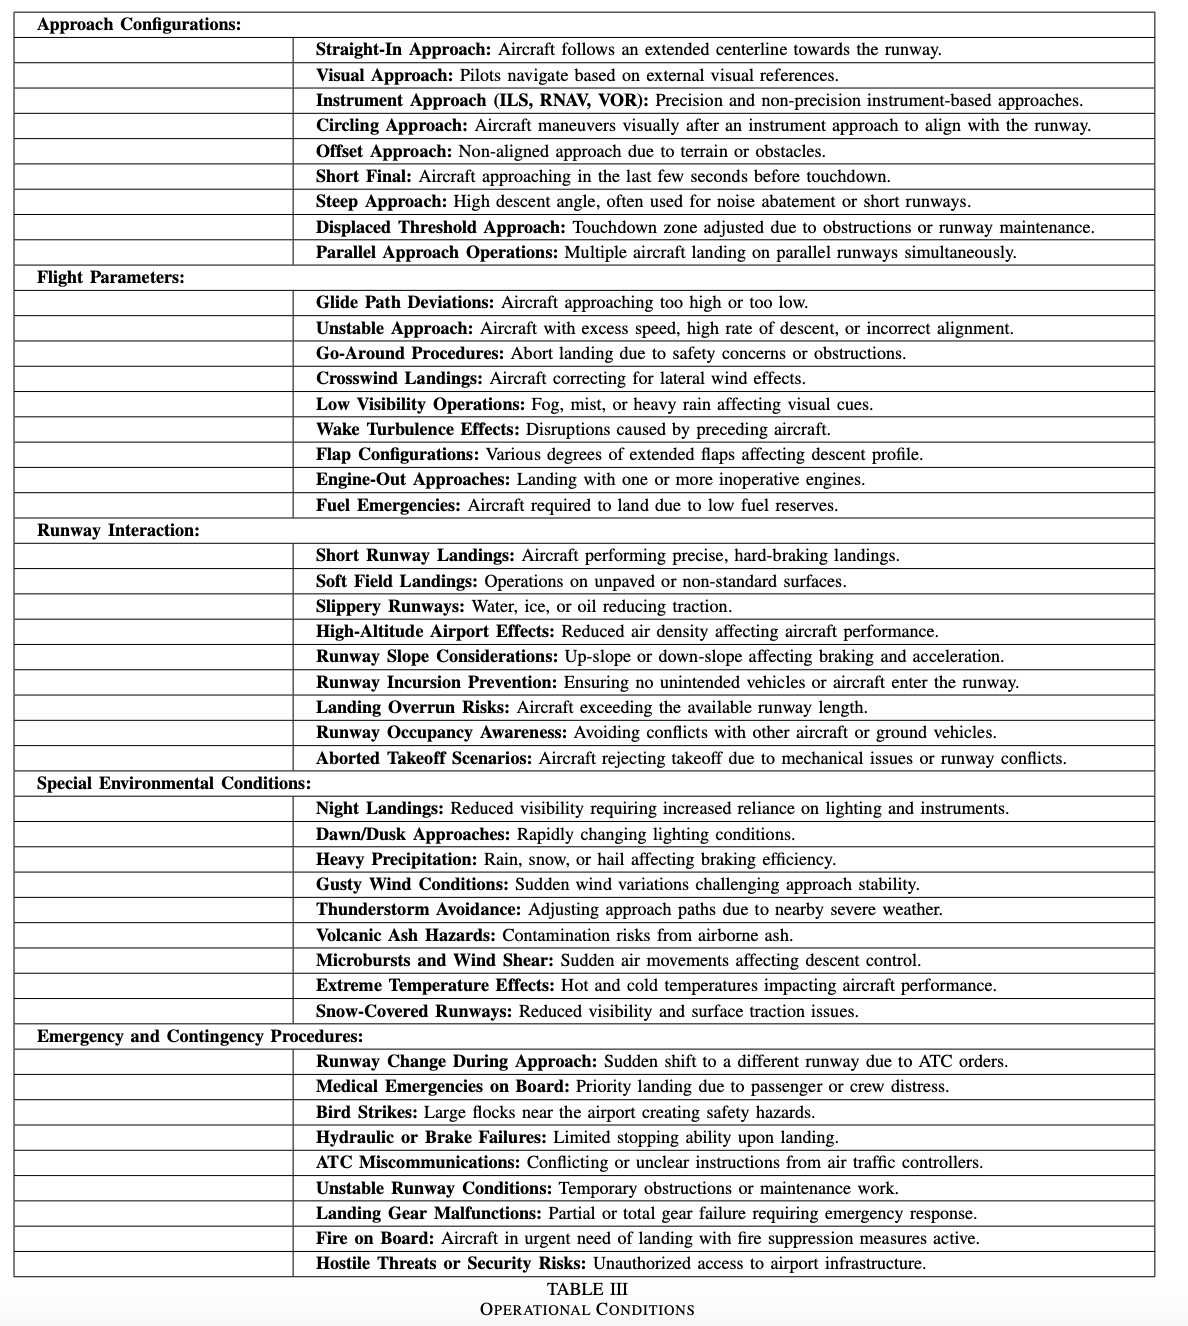 Approach Configurations:
Straight-In Approach: Aircraft follows an extended centerline towards the runway.
Visual Approach: Pilots navigate based on external visual references.
Instrument Approach (ILS, RNAV, VOR): Precision and non-precision instrument-based approaches.
Circling Approach: Aircraft maneuvers visually after an instrument approach to align with the runway.
Offset Approach: Non-aligned approach due to terrain or obstacles.
Short Final: Aircraft approaching in the last few seconds before touchdown.
Steep Approach: High descent angle, often used for noise abatement or short runways.
Displaced Threshold Approach: Touchdown zone adjusted due to obstructions or runway maintenance.
Parallel Approach Operations: Multiple aircraft landing on parallel runways simultaneously.
Flight Parameters:
Glide Path Deviations: Aircraft approaching too high or too low.
Unstable Approach: Aircraft with excess speed, high rate of descent, or incorrect alignment.
Go-Around Procedures: Abort landing due to safety concerns or obstructions.
Crosswind Landings: Aircraft correcting for lateral wind effects.
Low Visibility Operations: Fog, mist, or heavy rain affecting visual cues.
Wake Turbulence Effects: Disruptions caused by preceding aircraft.
Flap Configurations: Various degrees of extended flaps affecting descent profile.
Engine-Out Approaches: Landing with one or more inoperative engines.
Fuel Emergencies: Aircraft required to land due to low fuel reserves.
Runway Interaction:
Short Runway Landings: Aircraft performing precise, hard-braking landings.
Soft Field Landings: Operations on unpaved or non-standard surfaces.
Slippery Runways: Water, ice, or oil reducing traction.
High-Altitude Airport Effects: Reduced air density affecting aircraft performance.
Runway Slope Considerations: Up-slope or down-slope affecting braking and acceleration.
Runway Incursion Prevention: Ensuring no unintended vehicles or aircraft enter the runway.
Landing Overrun Risks: Aircraft exceeding the available runway length.
Runway Occupancy Awareness: Avoiding conflicts with other aircraft or ground vehicles.
Aborted Takeoff Scenarios: Aircraft rejecting takeoff due to mechanical issues or runway conflicts.
Special Environmental Conditions:
Night Landings: Reduced visibility requiring increased reliance on lighting and instruments.
Dawn/Dusk Approaches: Rapidly changing lighting conditions.
Heavy Precipitation: Rain, snow, or hail affecting braking efficiency.
Gusty Wind Conditions: Sudden wind variations challenging approach stability.
Thunderstorm Avoidance: Adjusting approach paths due to nearby severe weather.
Volcanic Ash Hazards: Contamination risks from airborne ash.
Microbursts and Wind Shear: Sudden air movements affecting descent control.
Extreme Temperature Effects: Hot and cold temperatures impacting aircraft performance.
Snow-Covered Runways: Reduced visibility and surface traction issues.
Emergency and Contingency Procedures:
Runway Change During Approach: Sudden shift to a different runway due to ATC orders.
Medical Emergencies on Board: Priority landing due to passenger or crew distress.
Bird Strikes: Large flocks near the airport creating safety hazards.
Hydraulic or Brake Failures: Limited stopping ability upon landing.
ATC Miscommunications: Conflicting or unclear instructions from air traffic controllers.
Unstable Runway Conditions: Temporary obstructions or maintenance work.
Landing Gear Malfunctions: Partial or total gear failure requiring emergency response.
Fire on Board: Aircraft in urgent need of landing with fire suppression measures active.
Hostile Threats or Security Risks: Unauthorized access to airport infrastructure.
TABLE III
OPERATIONAL CONDITIONS